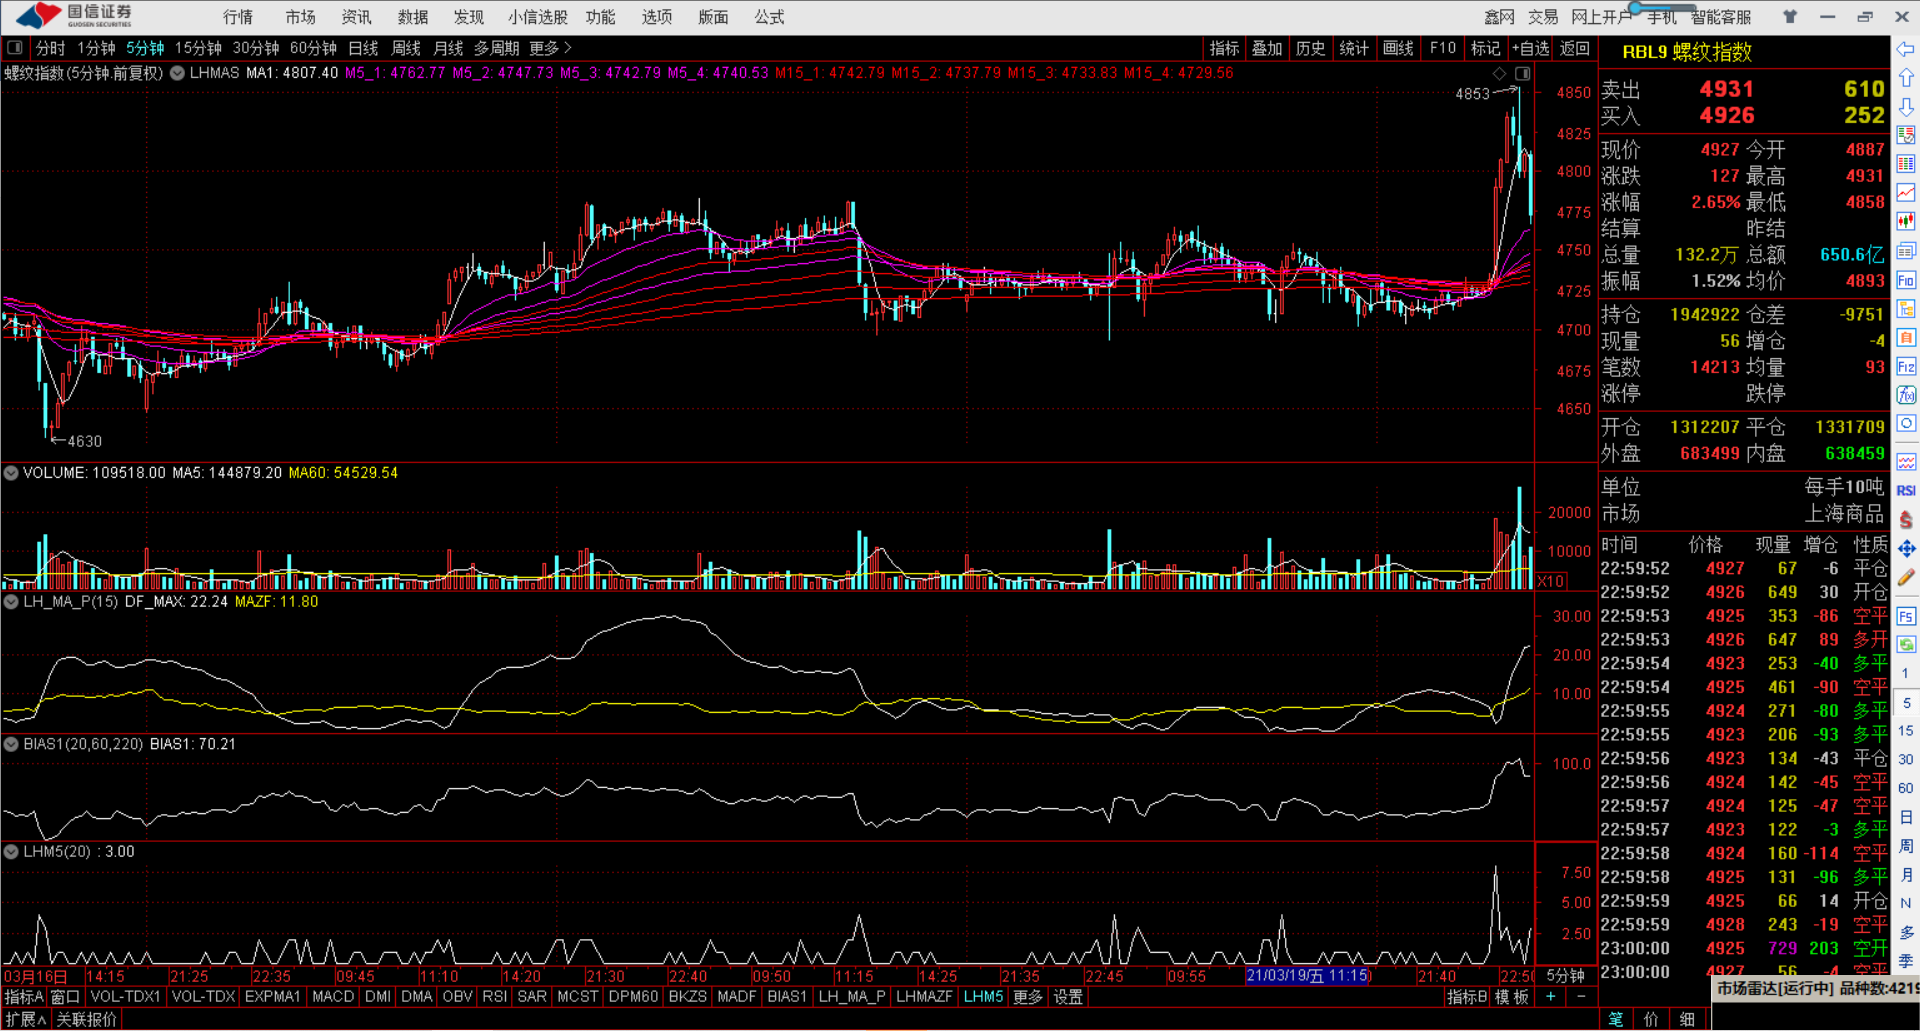 国信证券
GUOSEN SECURITIES
行情 市场 资讯 数据 发现 小信选股 功能 选项 版面 公式
鑫网 交易 网上开户 手机 智能客服
分时 1分钟 5分钟 15分钟 30分钟 60分钟 日线 周线 月线 多周期 更多 >
指标 叠加 历史 统计 画线 F10 标记 +自选 返回
RBL9 螺纹指数
螺纹指数(5分钟.前复权) LHMAS MA1: 4807.40 M5_1: 4762.77 M5_2: 4747.73 M5_3: 4742.79 M5_4: 4740.53 M15_1: 4742.79 M15_2: 4737.79 M15_3: 4733.83 M15_4: 4729.56
4853
4850
4825
4800
4775
4750
4725
4700
4675
4650
4630
VOLUME: 109518.00 MA5: 144879.20 MA60: 54529.54
20000
10000
X10
LH_MA_P(15) DF_MAX: 22.24 MAZF: 11.80
30.00
20.00
10.00
BIAS1(20,60,220) BIAS1: 70.21
100.0
LHM5(20) : 3.00
7.50
5.00
2.50
03月16日 14:15 21:25 22:35 09:45 11:10 14:20 21:30 22:40 09:50 11:15 14:25 21:35 22:45 09:55 21/03/19/五 11:15 21:40 22:50 5分钟
指标A 窗口 VOL-TDX1 VOL-TDX EXPMA1 MACD DMI DMA OBV RSI SAR MCST DPM60 BKZS MADF BIAS1 LH_MA_P LHMAZF LHM5 更多 设置 指标B 模板 + -
扩展∧ 关联报价
卖出 4931 610
买入 4926 252
现价 4927 今开 4887
涨跌 127 最高 4931
涨幅 2.65% 最低 4858
结算 昨结
总量 132.2万 总额 650.6亿
振幅 1.52% 均价 4893
持仓 1942922 仓差 -9751
现量 56 增仓 -4
笔数 14213 均量 93
涨停 跌停
开仓 1312207 平仓 1331709
外盘 683499 内盘 638459
单位 每手10吨
市场 上海商品
时间 价格 现量 增仓 性质
22:59:52 4927 67 -6 平仓
22:59:52 4926 649 30 开仓
22:59:53 4925 353 -86 空平
22:59:53 4926 647 89 多开
22:59:54 4923 253 -40 多平
22:59:54 4925 461 -90 空平
22:59:55 4924 271 -80 多平
22:59:55 4923 206 -93 多平
22:59:56 4923 134 -43 平仓
22:59:56 4924 142 -45 空平
22:59:57 4924 125 -47 空平
22:59:57 4923 122 -3 多平
22:59:58 4924 160 -114 空平
22:59:58 4925 131 -96 多平
22:59:59 4925 66 14 开仓
22:59:59 4928 243 -19 空平
23:00:00 4925 729 203 空开
23:00:00 4927 56 -4 空平
市场雷达[运行中] 品种数:4219
笔 价 细
F10
自
F12
f(x)
RSI
$
F5
1
5
15
30
60
日
周
月
N
多
季